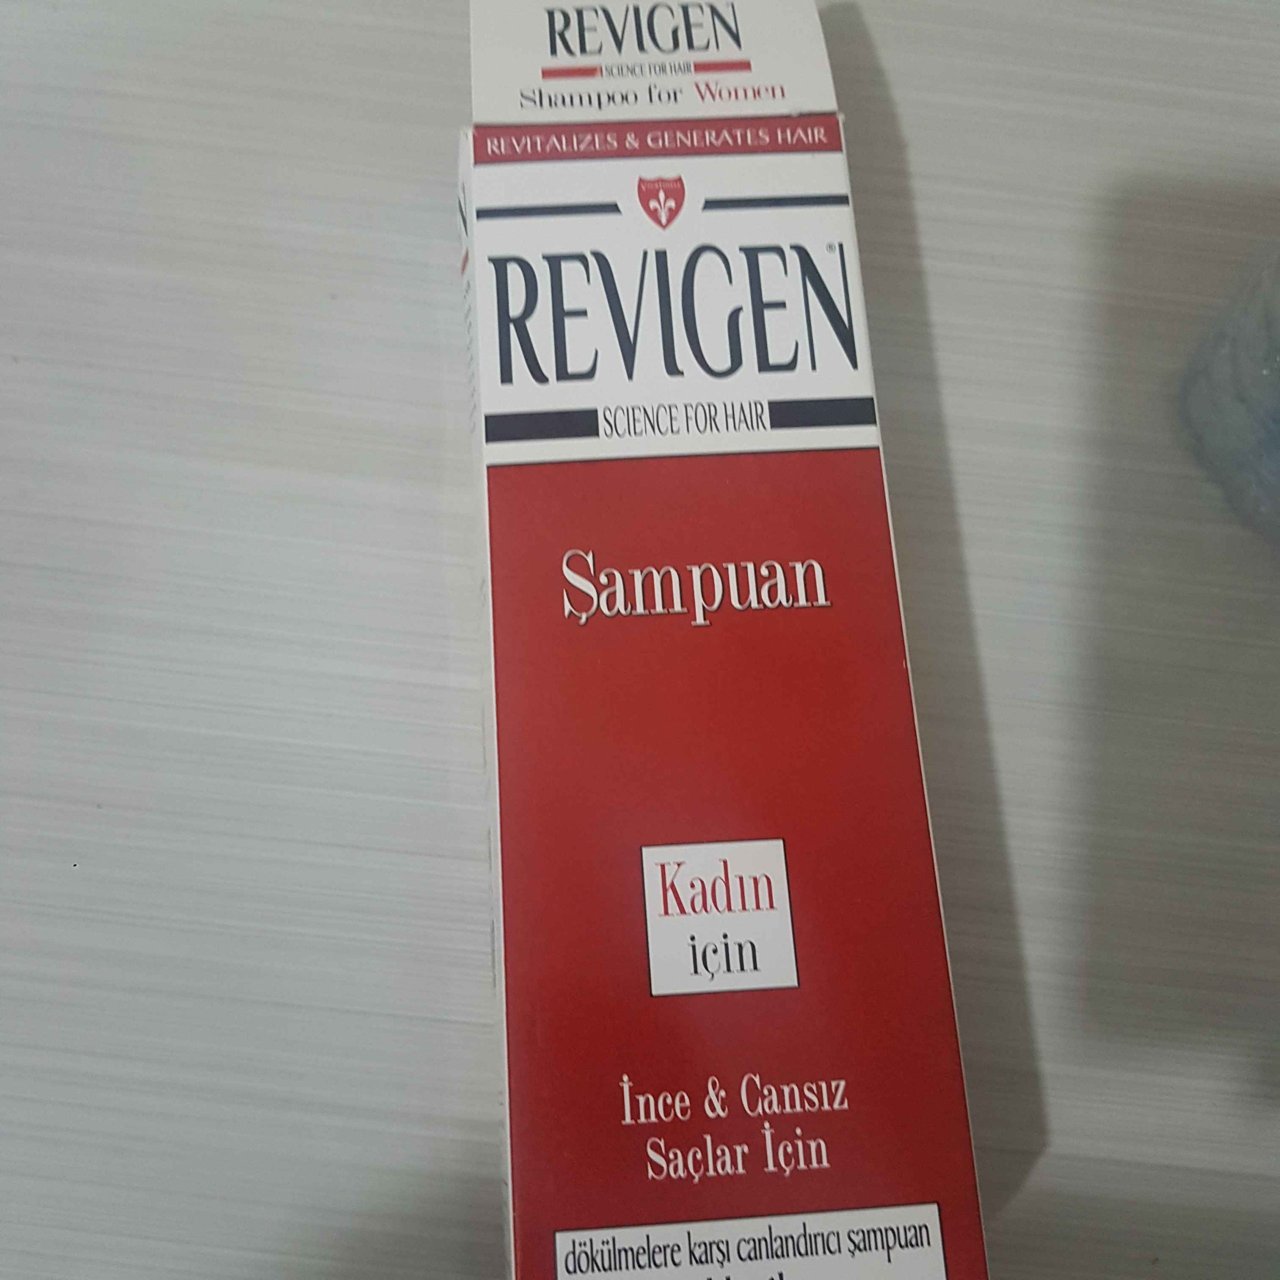 REVIGEN
SCIENCE FOR HAIR
Shampoo for Women
REVITALIZES & GENERATES HAIR
REVIGEN®
SCIENCE FOR HAIR
Şampuan
Kadın
için
İnce & Cansız
Saçlar İçin
dökülmelere karşı canlandırıcı şampuan